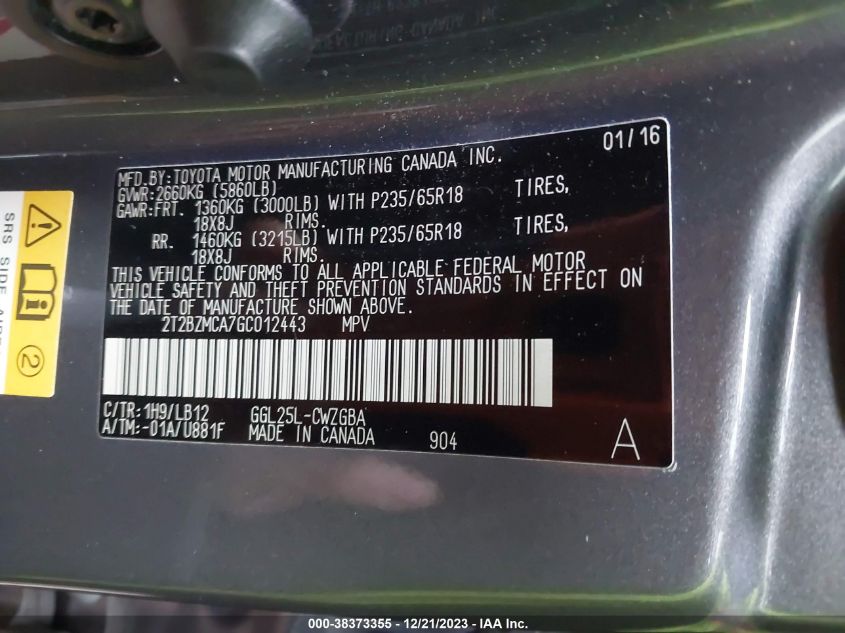 01/16
MFD.BY:TOYOTA MOTOR MANUFACTURING CANADA INC.
GVWR:2660KG (5860LB)
GAWR:FRT. 1360KG (3000LB) WITH P235/65R18 TIRES,
18X8J RIMS.
RR. 1460KG (3215LB) WITH P235/65R18 TIRES,
18X8J RIMS.
THIS VEHICLE CONFORMS TO ALL APPLICABLE FEDERAL MOTOR
VEHICLE SAFETY AND THEFT PREVENTION STANDARDS IN EFFECT ON
THE DATE OF MANUFACTURE SHOWN ABOVE.
2T2BZMCA7GC012443 MPV
C/TR:1H9/LB12 GGL25L-CWZGBA
A/TM:-01A/U881F MADE IN CANADA 904
A
SRS SIDE
2
000-38373355 - 12/21/2023 - IAA Inc.